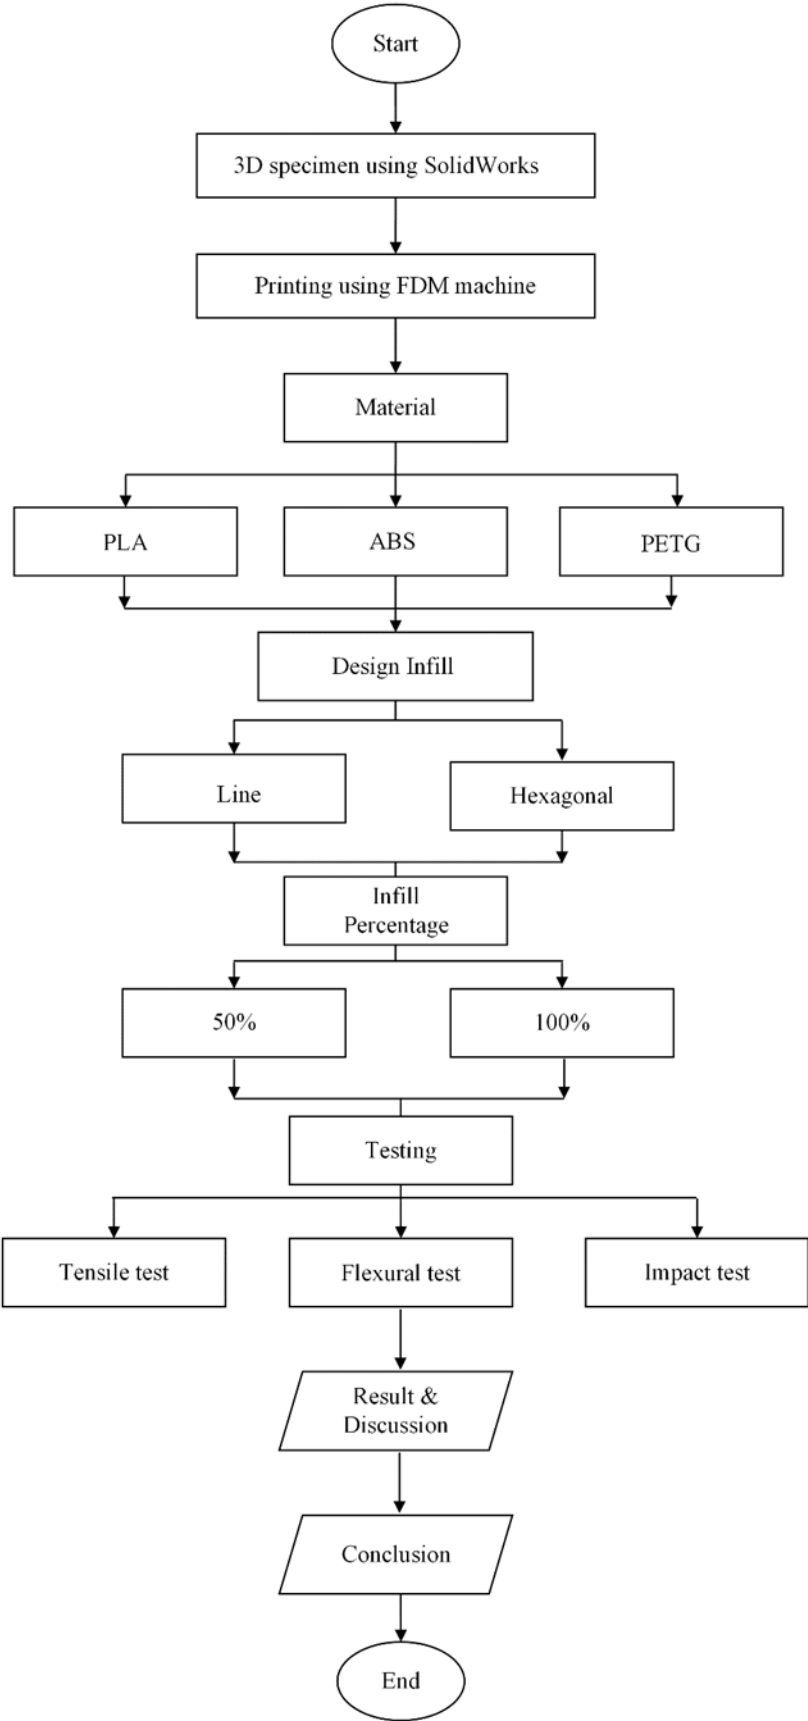 Start
3D specimen using SolidWorks
Printing using FDM machine
Material
PLA
ABS
PETG
Design Infill
Line
Hexagonal
Infill
Percentage
50%
100%
Testing
Tensile test
Flexural test
Impact test
Result &
Discussion
Conclusion
End